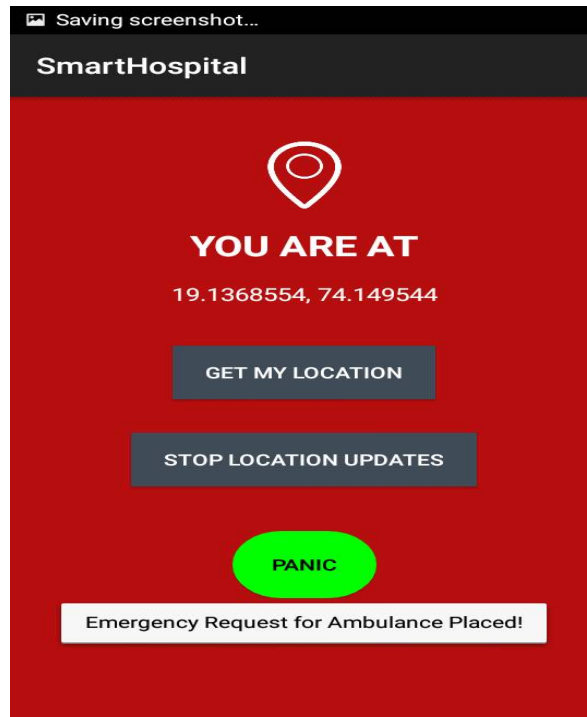 Saving screenshot...
SmartHospital
YOU ARE AT
19.1368554, 74.149544
GET MY LOCATION
STOP LOCATION UPDATES
PANIC
Emergency Request for Ambulance Placed!